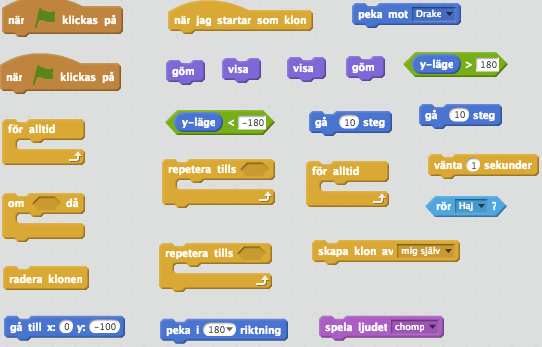 när klickas på
när jag startar som klon
peka mot Drake
när klickas på
göm
visa
visa
göm
y-läge > 180
för alltid
y-läge < -180
gå 10 steg
gå 10 steg
repetera tills
för alltid
vänta 1 sekunder
om då
rör Haj ?
repetera tills
skapa klon av mig själv
radera klonen
gå till x: 0 y: -100
peka i 180 riktning
spela ljudet chomp